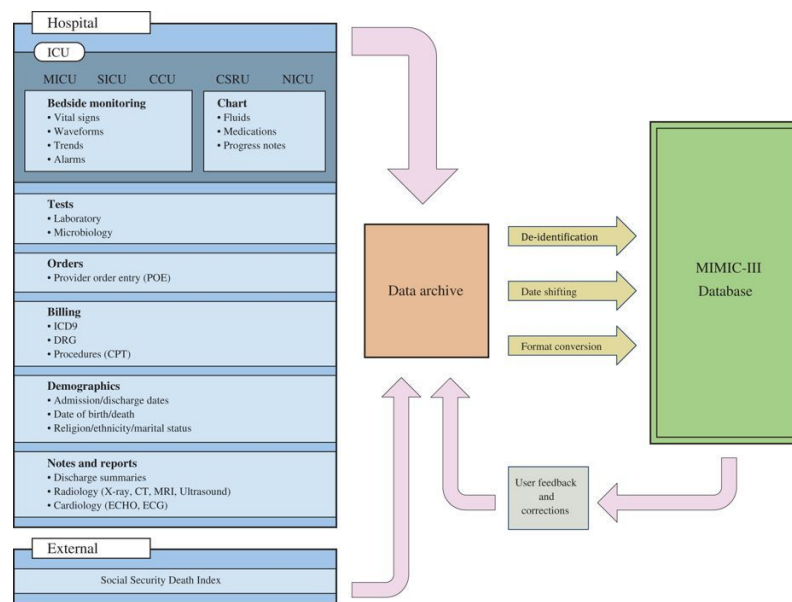 Hospital
ICU
MICU SICU CCU CSRU NICU
Bedside monitoring
• Vital signs
• Waveforms
• Trends
• Alarms
Chart
• Fluids
• Medications
• Progress notes
Tests
• Laboratory
• Microbiology
Orders
• Provider order entry (POE)
Billing
• ICD9
• DRG
• Procedures (CPT)
Demographics
• Admission/discharge dates
• Date of birth/death
• Religion/ethnicity/marital status
Notes and reports
• Discharge summaries
• Radiology (X-ray, CT, MRI, Ultrasound)
• Cardiology (ECHO, ECG)
External
Social Security Death Index
Data archive
De-identification
Date shifting
Format conversion
MIMIC-III
Database
User feedback
and
corrections